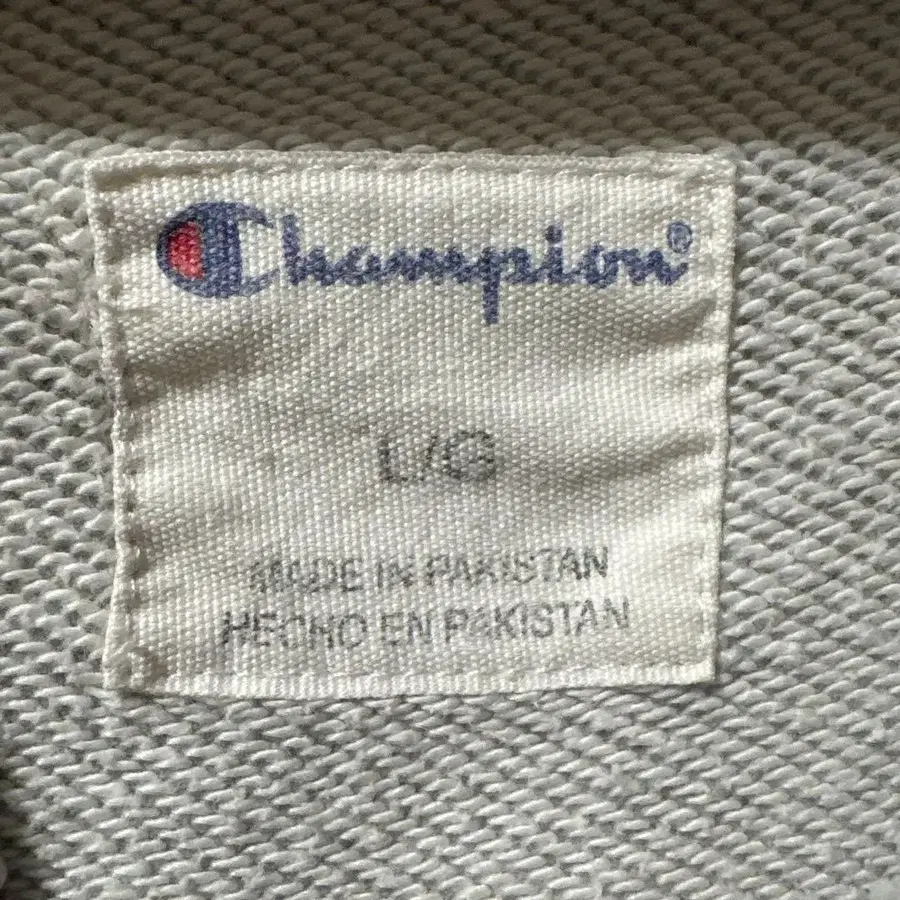 Champion®
L/G
MADE IN PAKISTAN
HECHO EN PAKISTAN